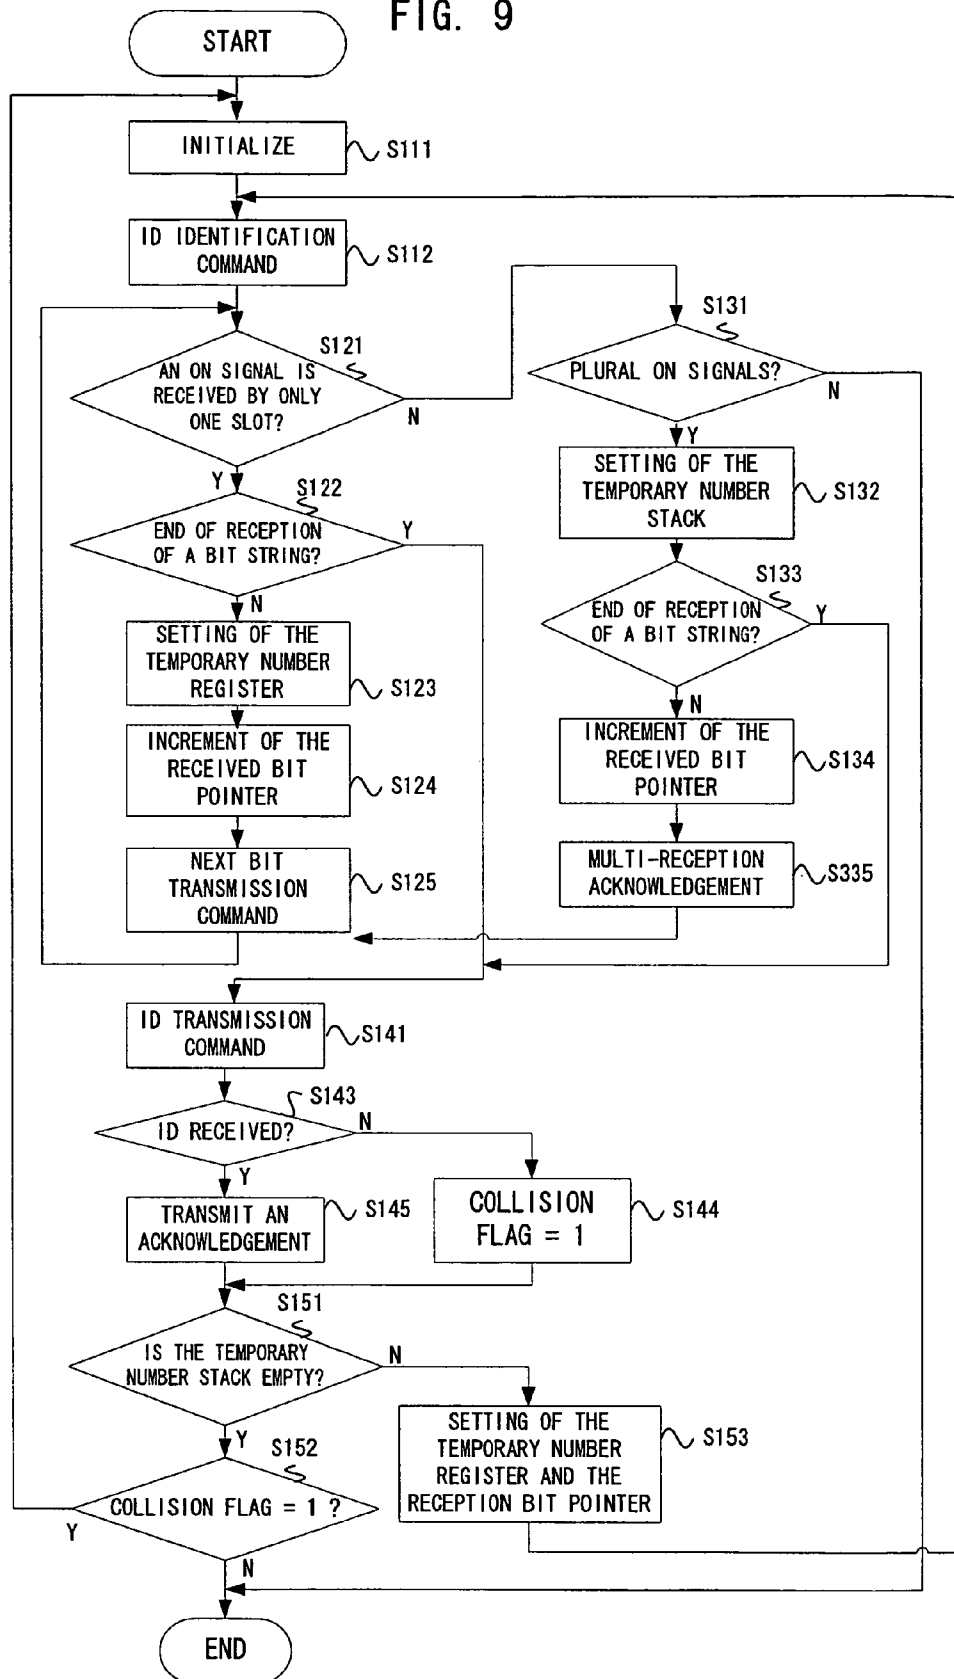 FIG. 9
START
INITIALIZE
S111
ID IDENTIFICATION
COMMAND
S112
S121
AN ON SIGNAL IS
RECEIVED BY ONLY
ONE SLOT?
N
Y
S131
PLURAL ON SIGNALS?
N
Y
SETTING OF THE
TEMPORARY NUMBER
STACK
S132
S122
END OF RECEPTION
OF A BIT STRING?
Y
N
S133
END OF RECEPTION
OF A BIT STRING?
Y
N
SETTING OF THE
TEMPORARY NUMBER
REGISTER
S123
INCREMENT OF THE
RECEIVED BIT
POINTER
S124
INCREMENT OF THE
RECEIVED BIT
POINTER
S134
NEXT BIT
TRANSMISSION
COMMAND
S125
MULTI-RECEPTION
ACKNOWLEDGEMENT
S335
ID TRANSMISSION
COMMAND
S141
S143
ID RECEIVED?
N
Y
TRANSMIT AN
ACKNOWLEDGEMENT
S145
COLLISION
FLAG = 1
S144
S151
IS THE TEMPORARY
NUMBER STACK EMPTY?
N
Y
S152
SETTING OF THE
TEMPORARY NUMBER
REGISTER AND THE
RECEPTION BIT POINTER
S153
COLLISION FLAG = 1 ?
Y
N
END